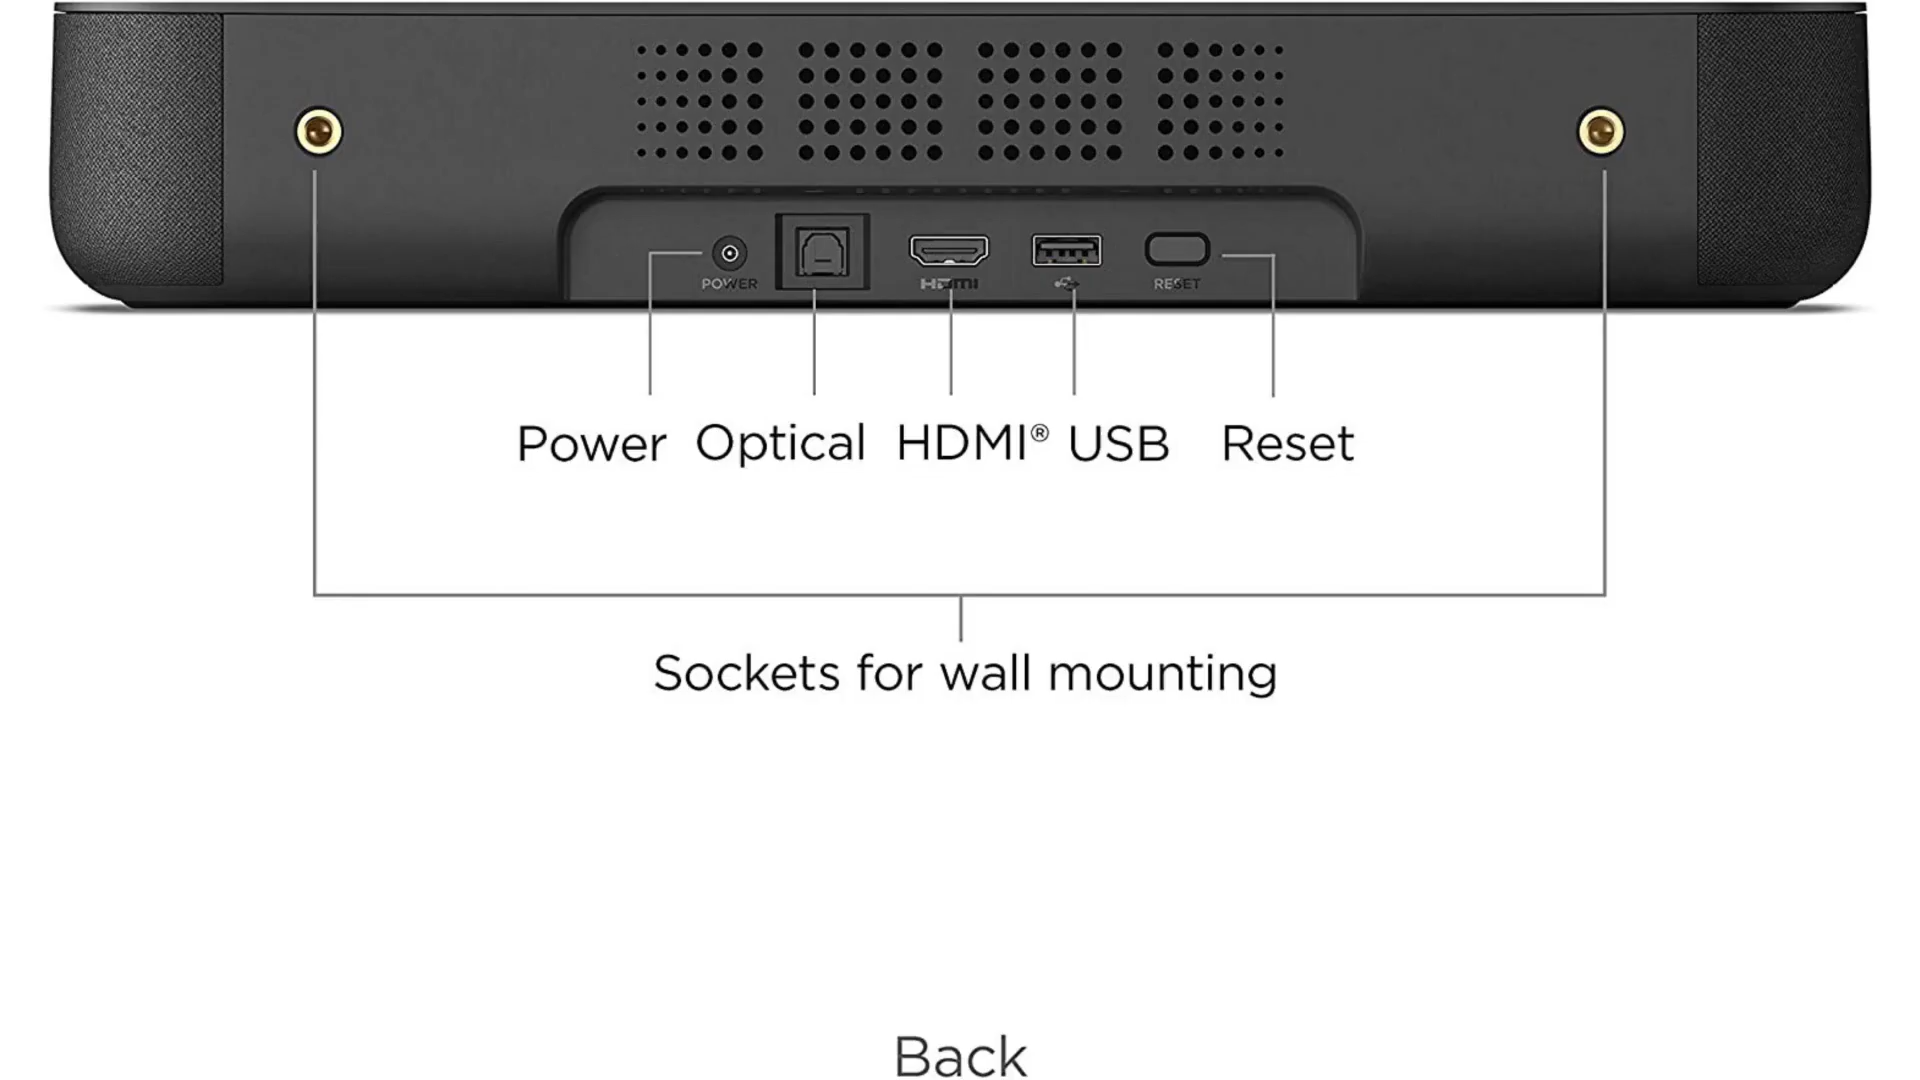 POWER HDMI RESET
Power Optical HDMI® USB Reset
Sockets for wall mounting
Back